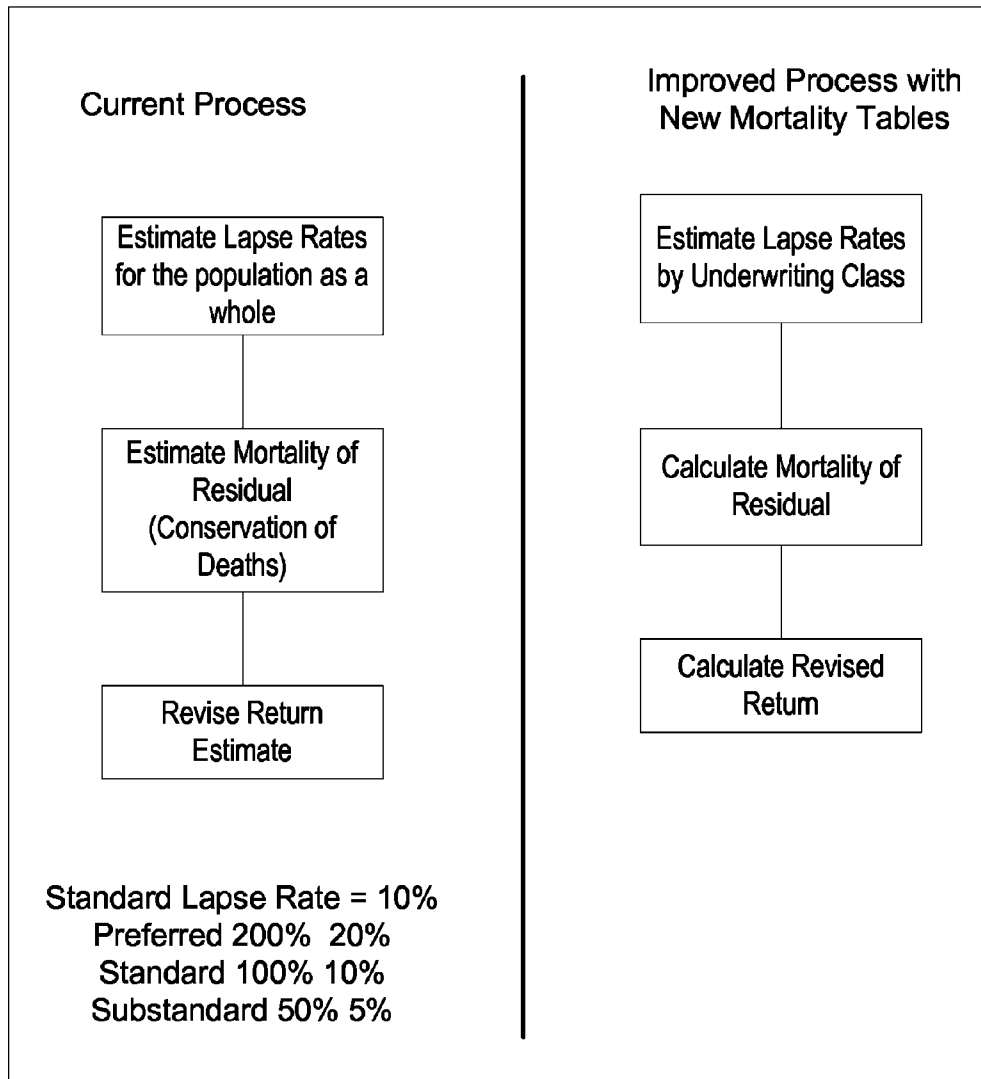 Current Process
Estimate Lapse Rates
for the population as a
whole
Estimate Mortality of
Residual
(Conservation of
Deaths)
Revise Return
Estimate
Standard Lapse Rate = 10%
Preferred 200% 20%
Standard 100% 10%
Substandard 50% 5%
Improved Process with
New Mortality Tables
Estimate Lapse Rates
by Underwriting Class
Calculate Mortality of
Residual
Calculate Revised
Return